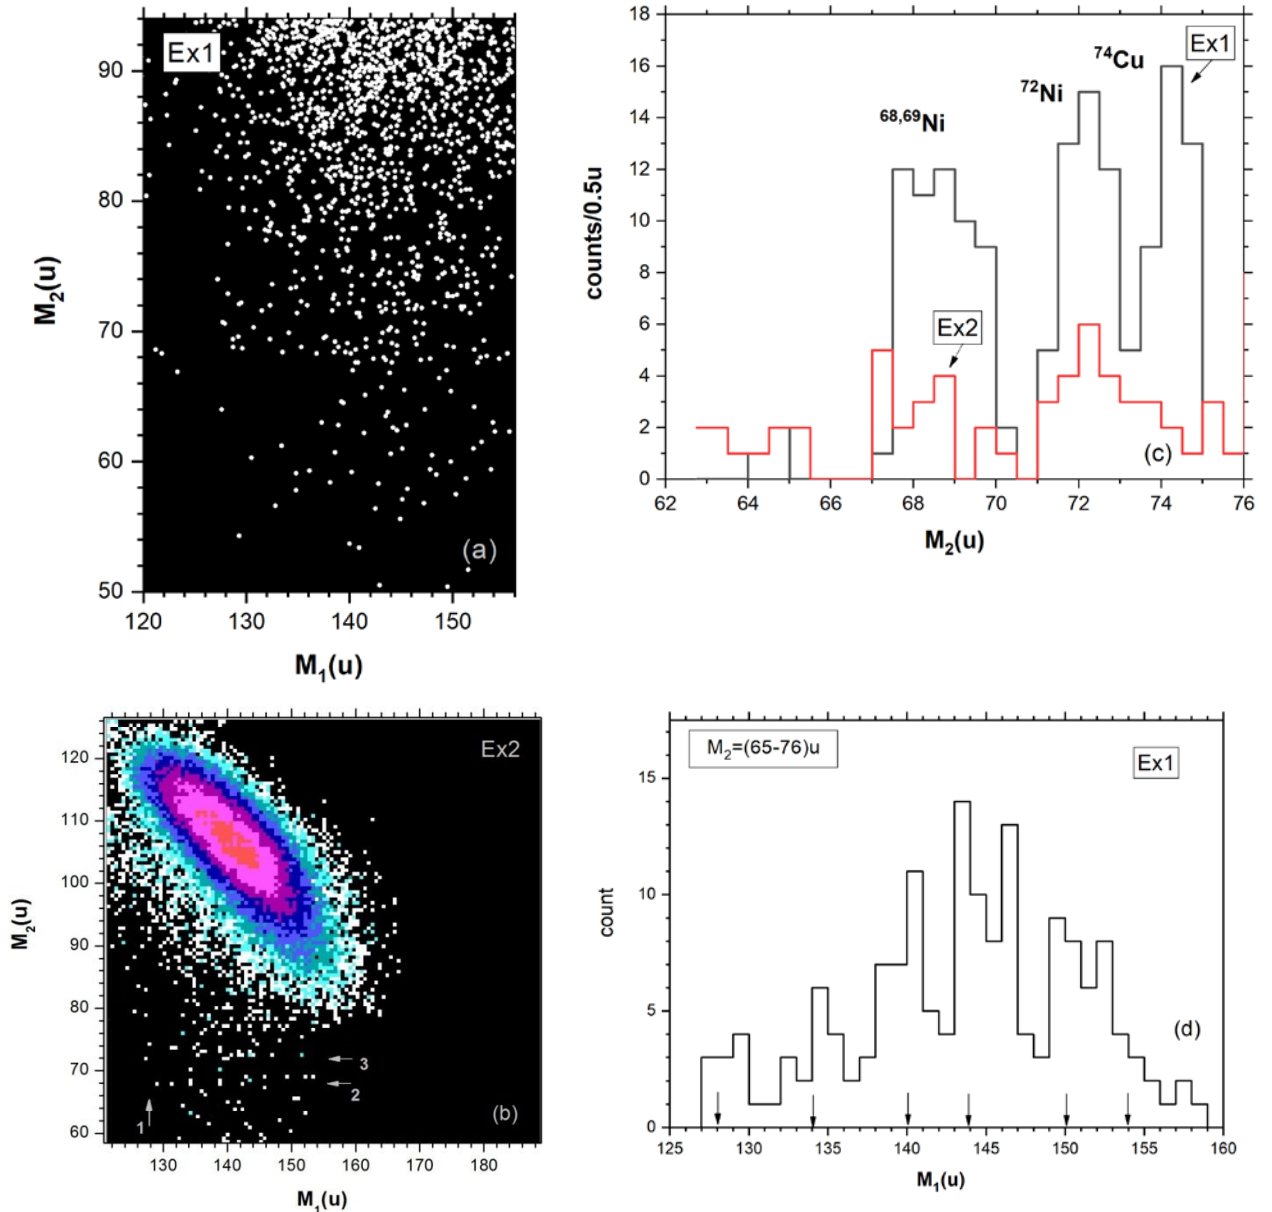 Ex1
90
80
70
60
50
M₂(u)
120 130 140 150
M₁(u)
(a)
18
16
14
12
10
8
6
4
2
0
counts/0.5u
⁶⁸,⁶⁹Ni
⁷²Ni
⁷⁴Cu
Ex1
Ex2
(c)
62 64 66 68 70 72 74 76
M₂(u)
Ex2
120
110
100
90
80
70
60
M₂(u)
3
2
1
(b)
130 140 150 160 170 180
M₁(u)
M₂=(65-76)u
Ex1
15
10
5
0
count
(d)
125 130 135 140 145 150 155 160
M₁(u)